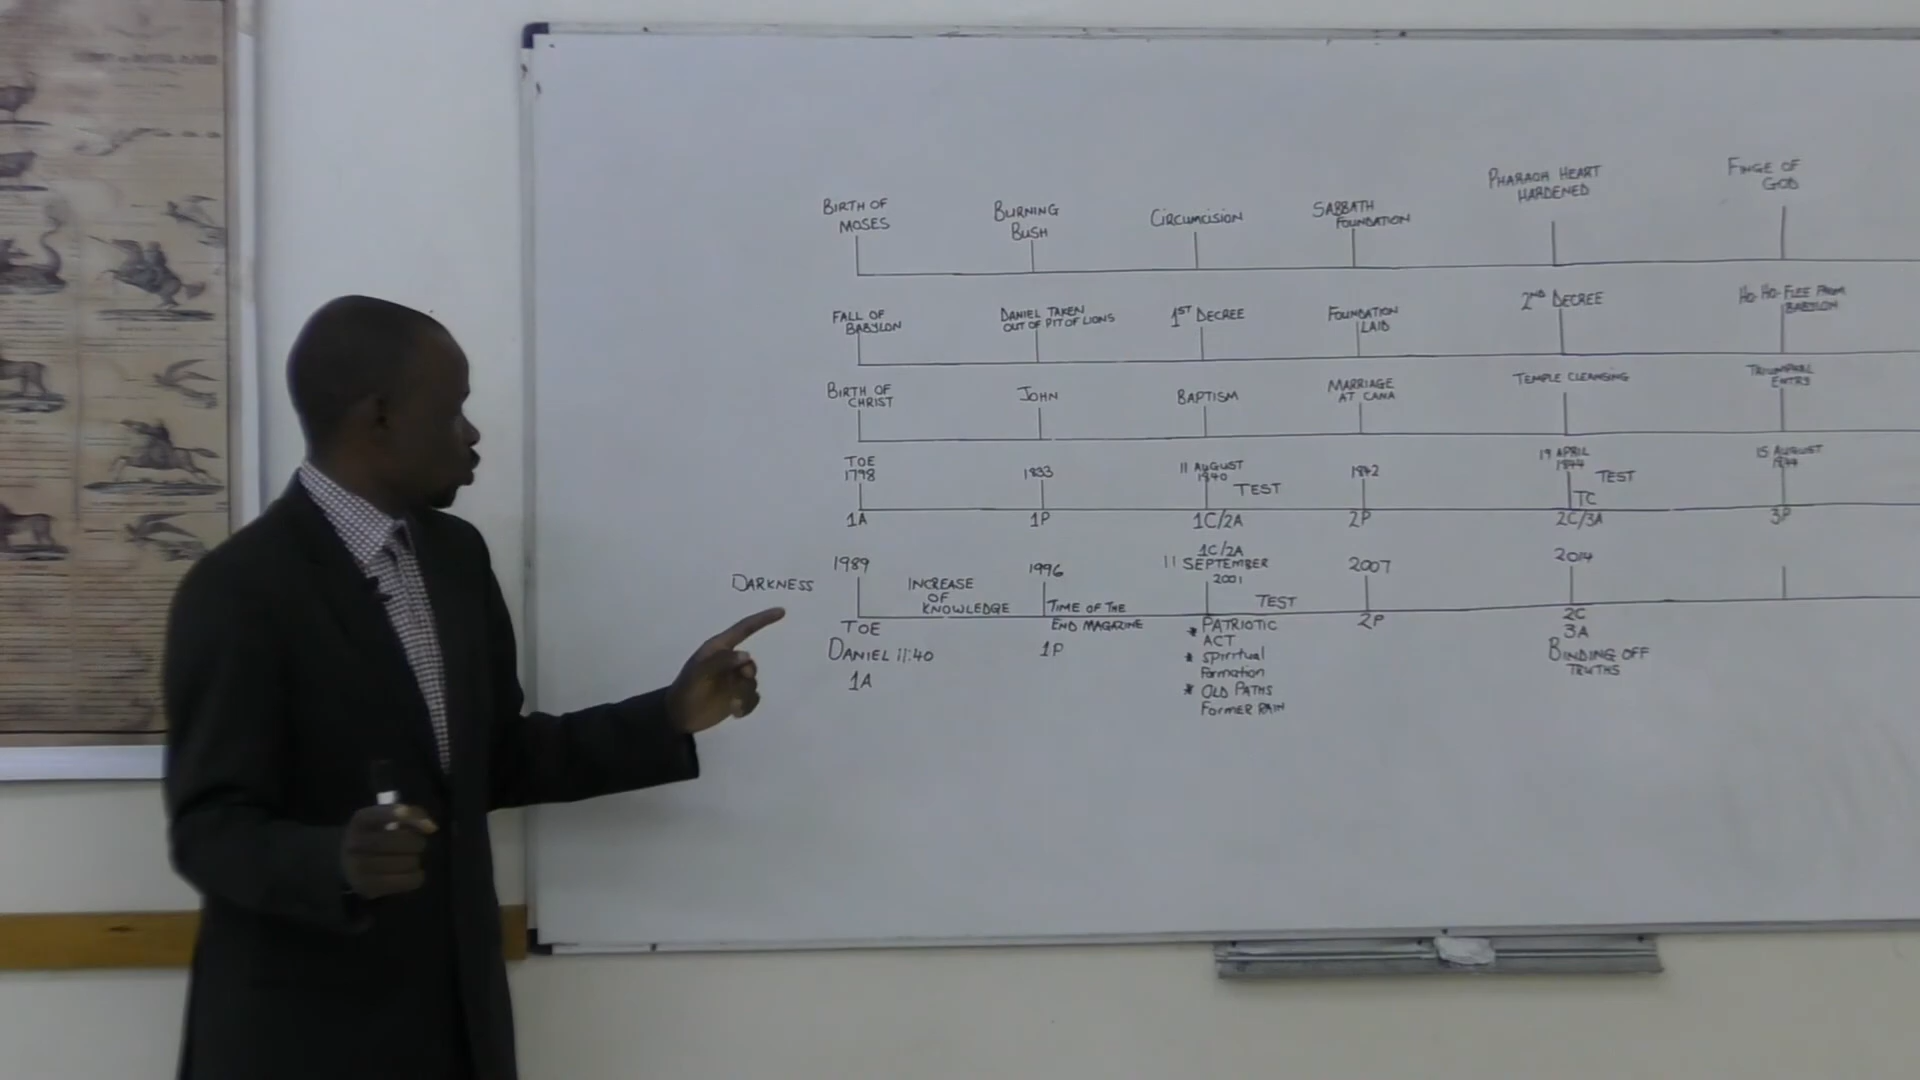 BIRTH OF
MOSES
BURNING
BUSH
CIRCUMCISION
SABBATH
FOUNDATION
PHARAOH HEART
HARDENED
FINGE OF
GOD
FALL OF
BABYLON
DANIEL TAKEN
OUT OF PIT OF LIONS
1ST DECREE
FOUNDATION
LAID
2ND DECREE
HO-HO-FLEE FROM
BABYLON
BIRTH OF
CHRIST
JOHN
BAPTISM
MARRIAGE
AT CANA
TEMPLE CLEANSING
TRIUMPHAL
ENTRY
TOE
1798
1A
1833
1P
11 AUGUST
1840
TEST
1C/2A
1842
2P
19 APRIL
1844
TEST
TC
2C/3A
15 AUGUST
1844
3P
DARKNESS
1989
TOE
DANIEL 11:40
1A
INCREASE
OF
KNOWLEDGE
1996
TIME OF THE
END MAGAZINE
1P
1C/2A
11 SEPTEMBER
2001
TEST
* PATRIOTIC
ACT
* Spiritual
Formation
* OLD PATHS
FORMER RAIN
2007
2P
2014
2C
3A
BINDING OFF
TRUTHS